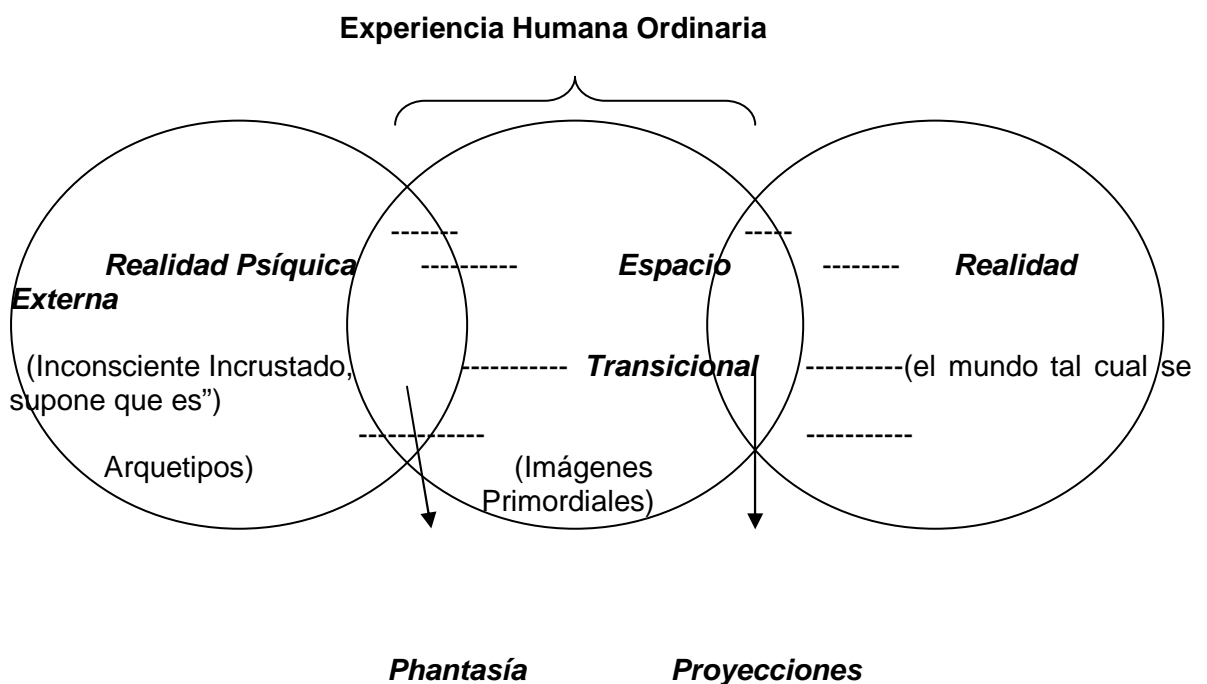 Experiencia Humana Ordinaria
------- -----
Realidad Psíquica ---------- Espacio -------- Realidad
Externa
(Inconsciente Incrustado, ----------- Transicional ----------(el mundo tal cual se
supone que es”)
------------- -----------
Arquetipos) (Imágenes
Primordiales)
Phantasía Proyecciones